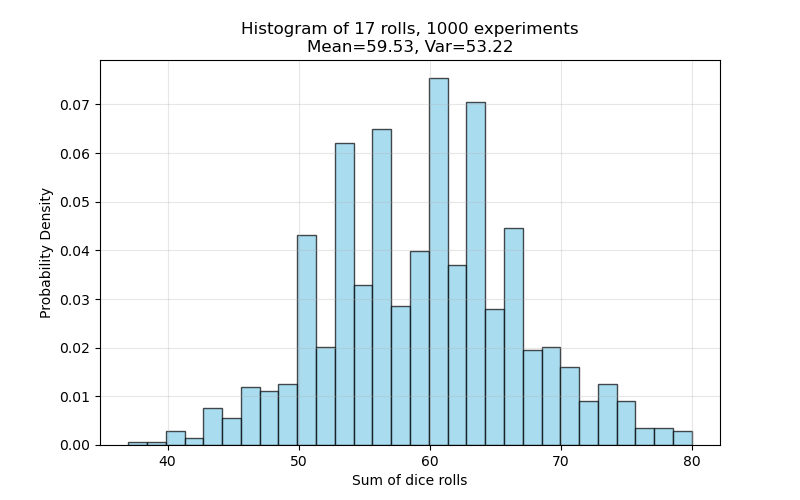 Histogram of 17 rolls, 1000 experiments
Mean=59.53, Var=53.22
Probability Density
0.07
0.06
0.05
0.04
0.03
0.02
0.01
0.00
40 50 60 70 80
Sum of dice rolls